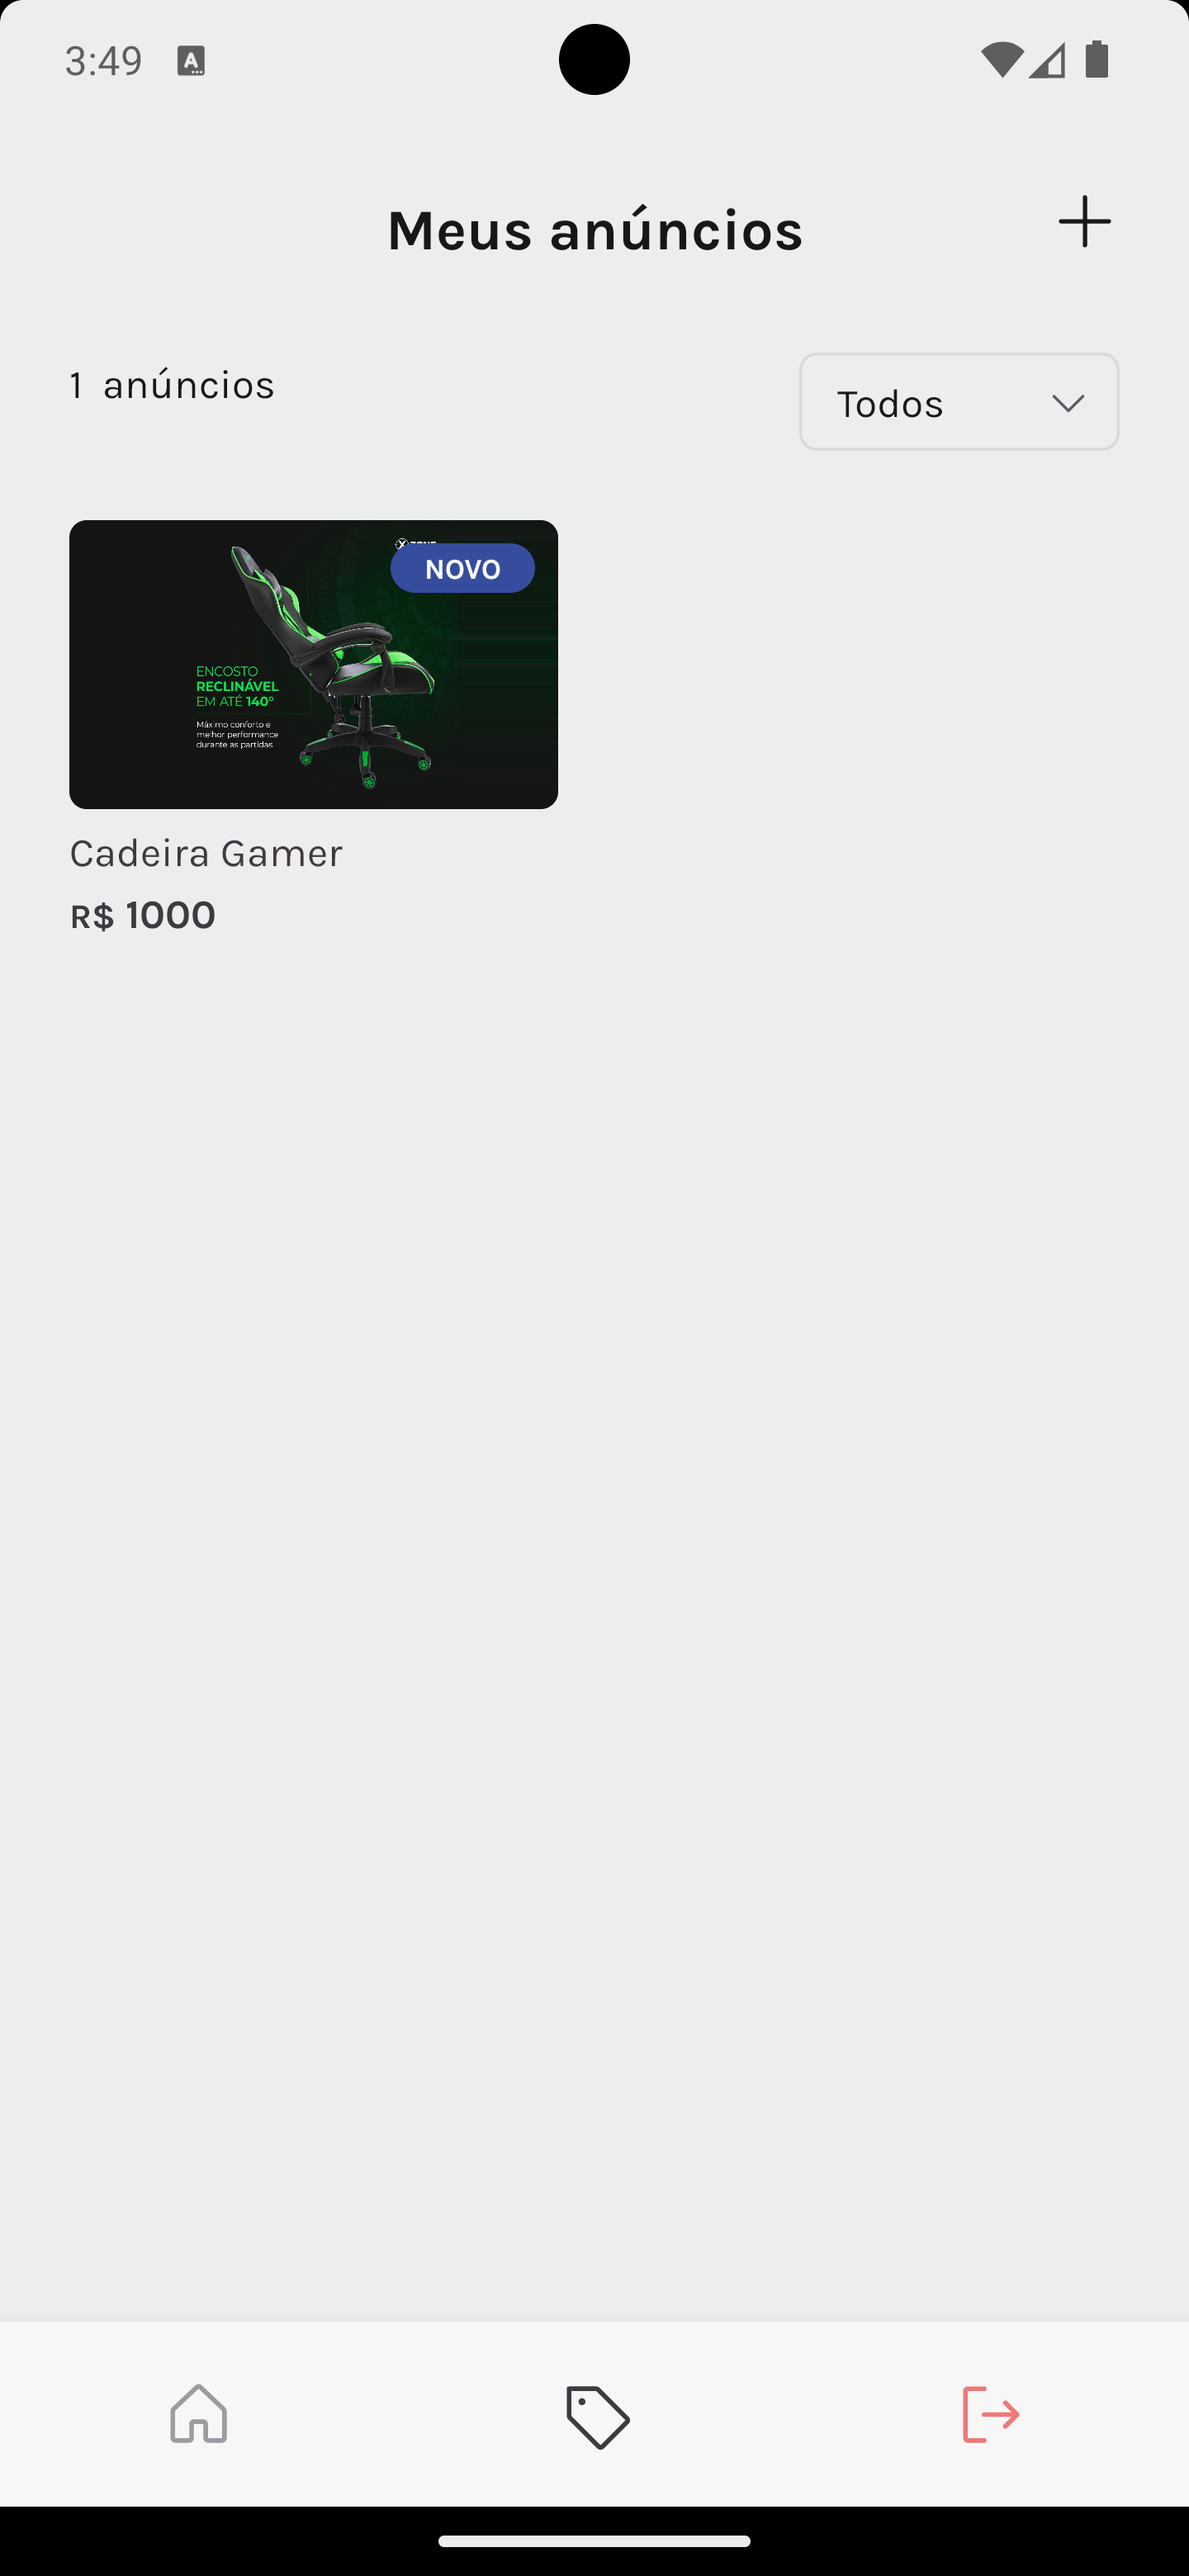 3:49
Meus anúncios
1 anúncios
Todos
NOVO
ENCOSTO
RECLINÁVEL
EM ATÉ 140°
Máximo conforto e
melhor performance
durante as partidas
Cadeira Gamer
R$ 1000